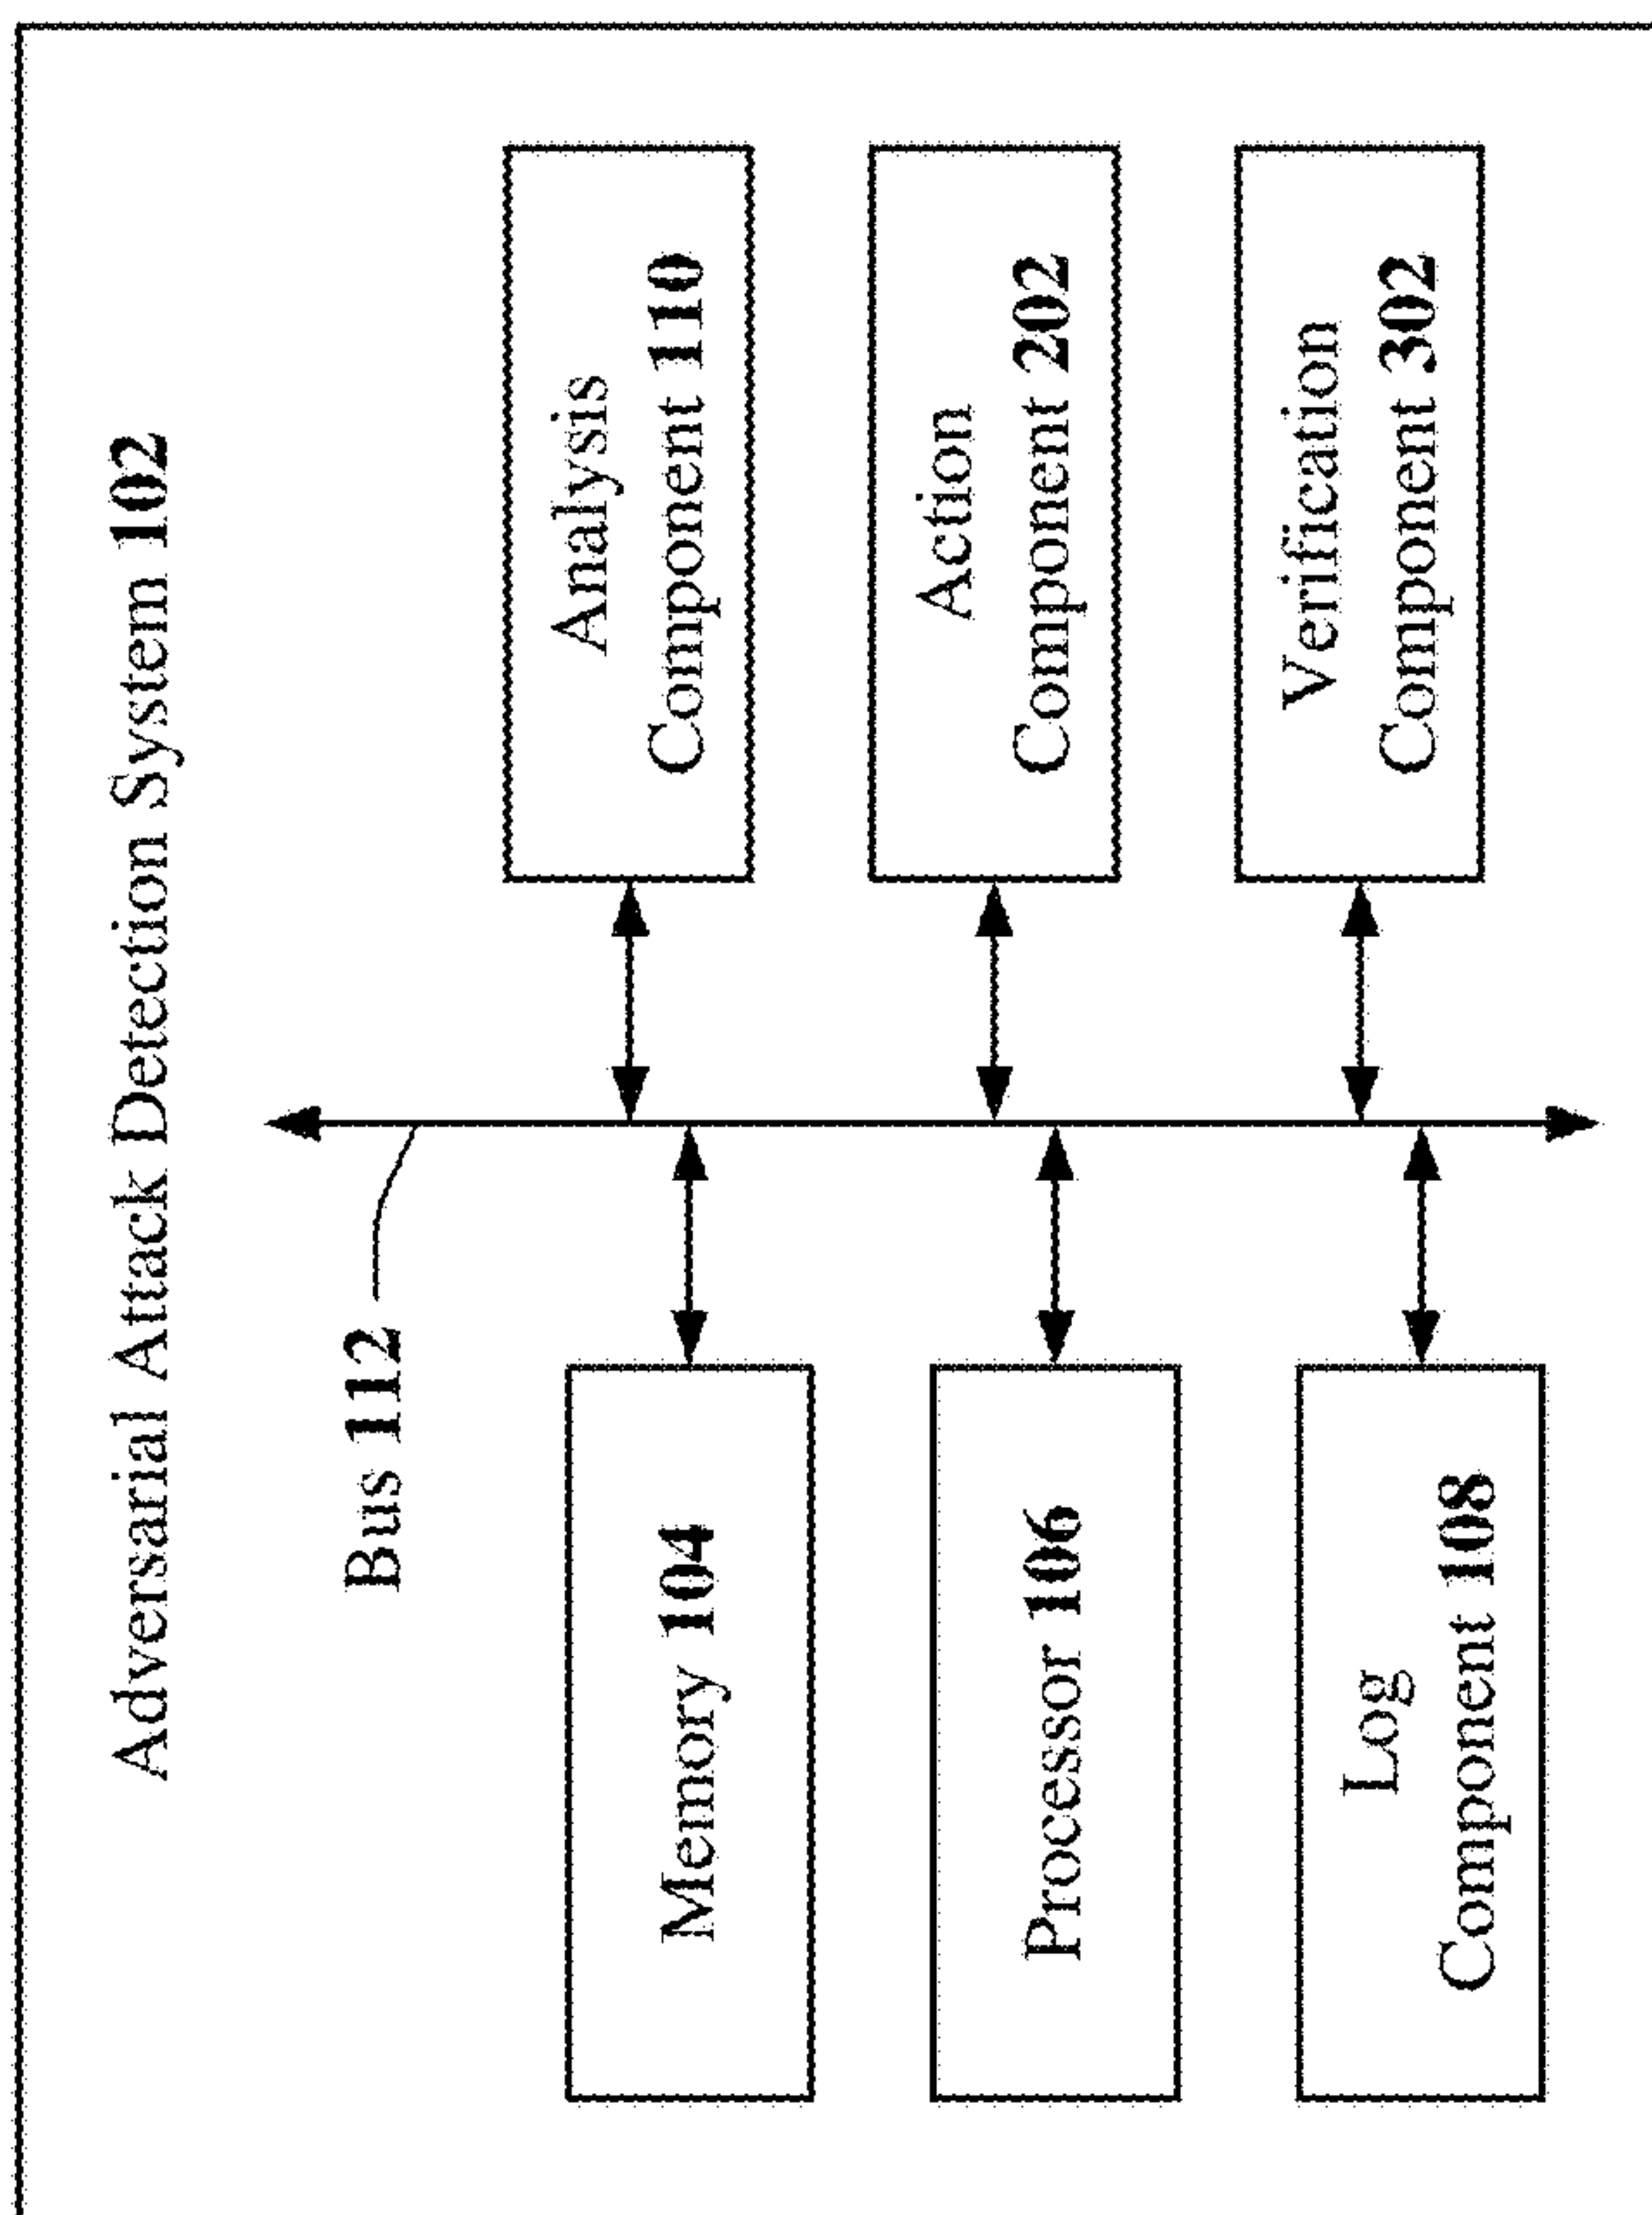 Adversarial Attack Detection System 102
Bus 112
Memory 104
Processor 106
Log
Component 108
Analysis
Component 110
Action
Component 202
Verification
Component 302